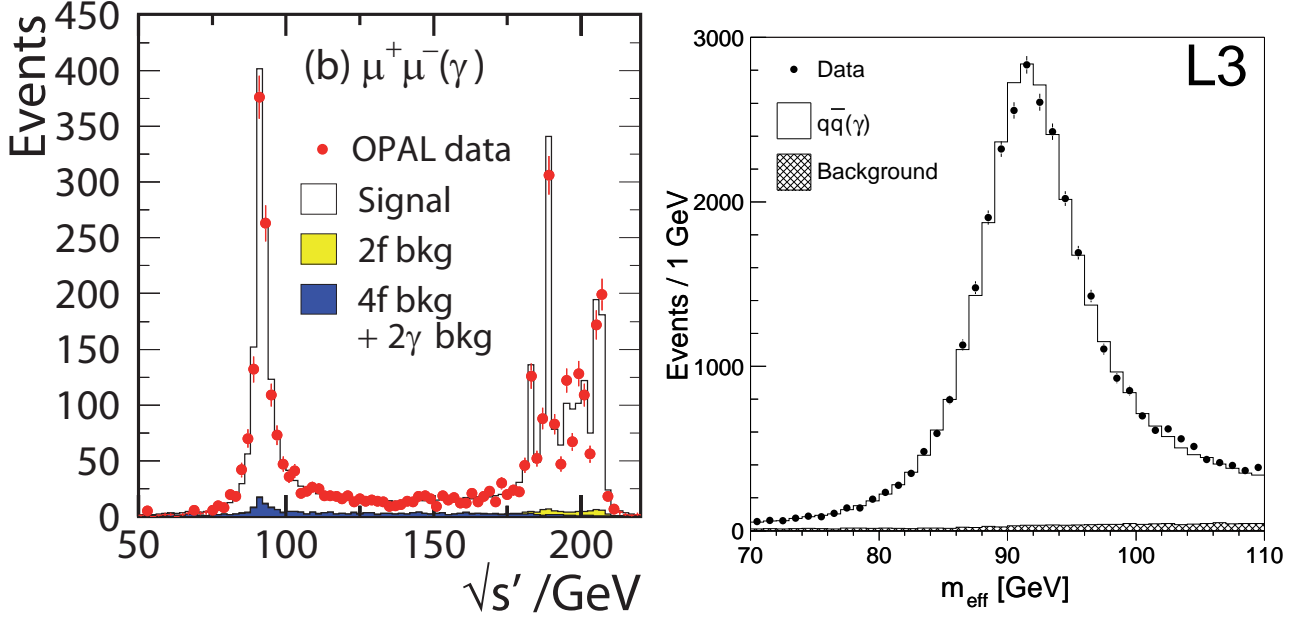 Events
450
400
350
300
250
200
150
100
50
0
(b) μ⁺μ⁻(γ)
OPAL data
Signal
2f bkg
4f bkg
+ 2γ bkg
50 100 150 200
√s′ /GeV
Events / 1 GeV
3000
2000
1000
0
L3
Data
qq̄(γ)
Background
70 80 90 100 110
m_eff [GeV]